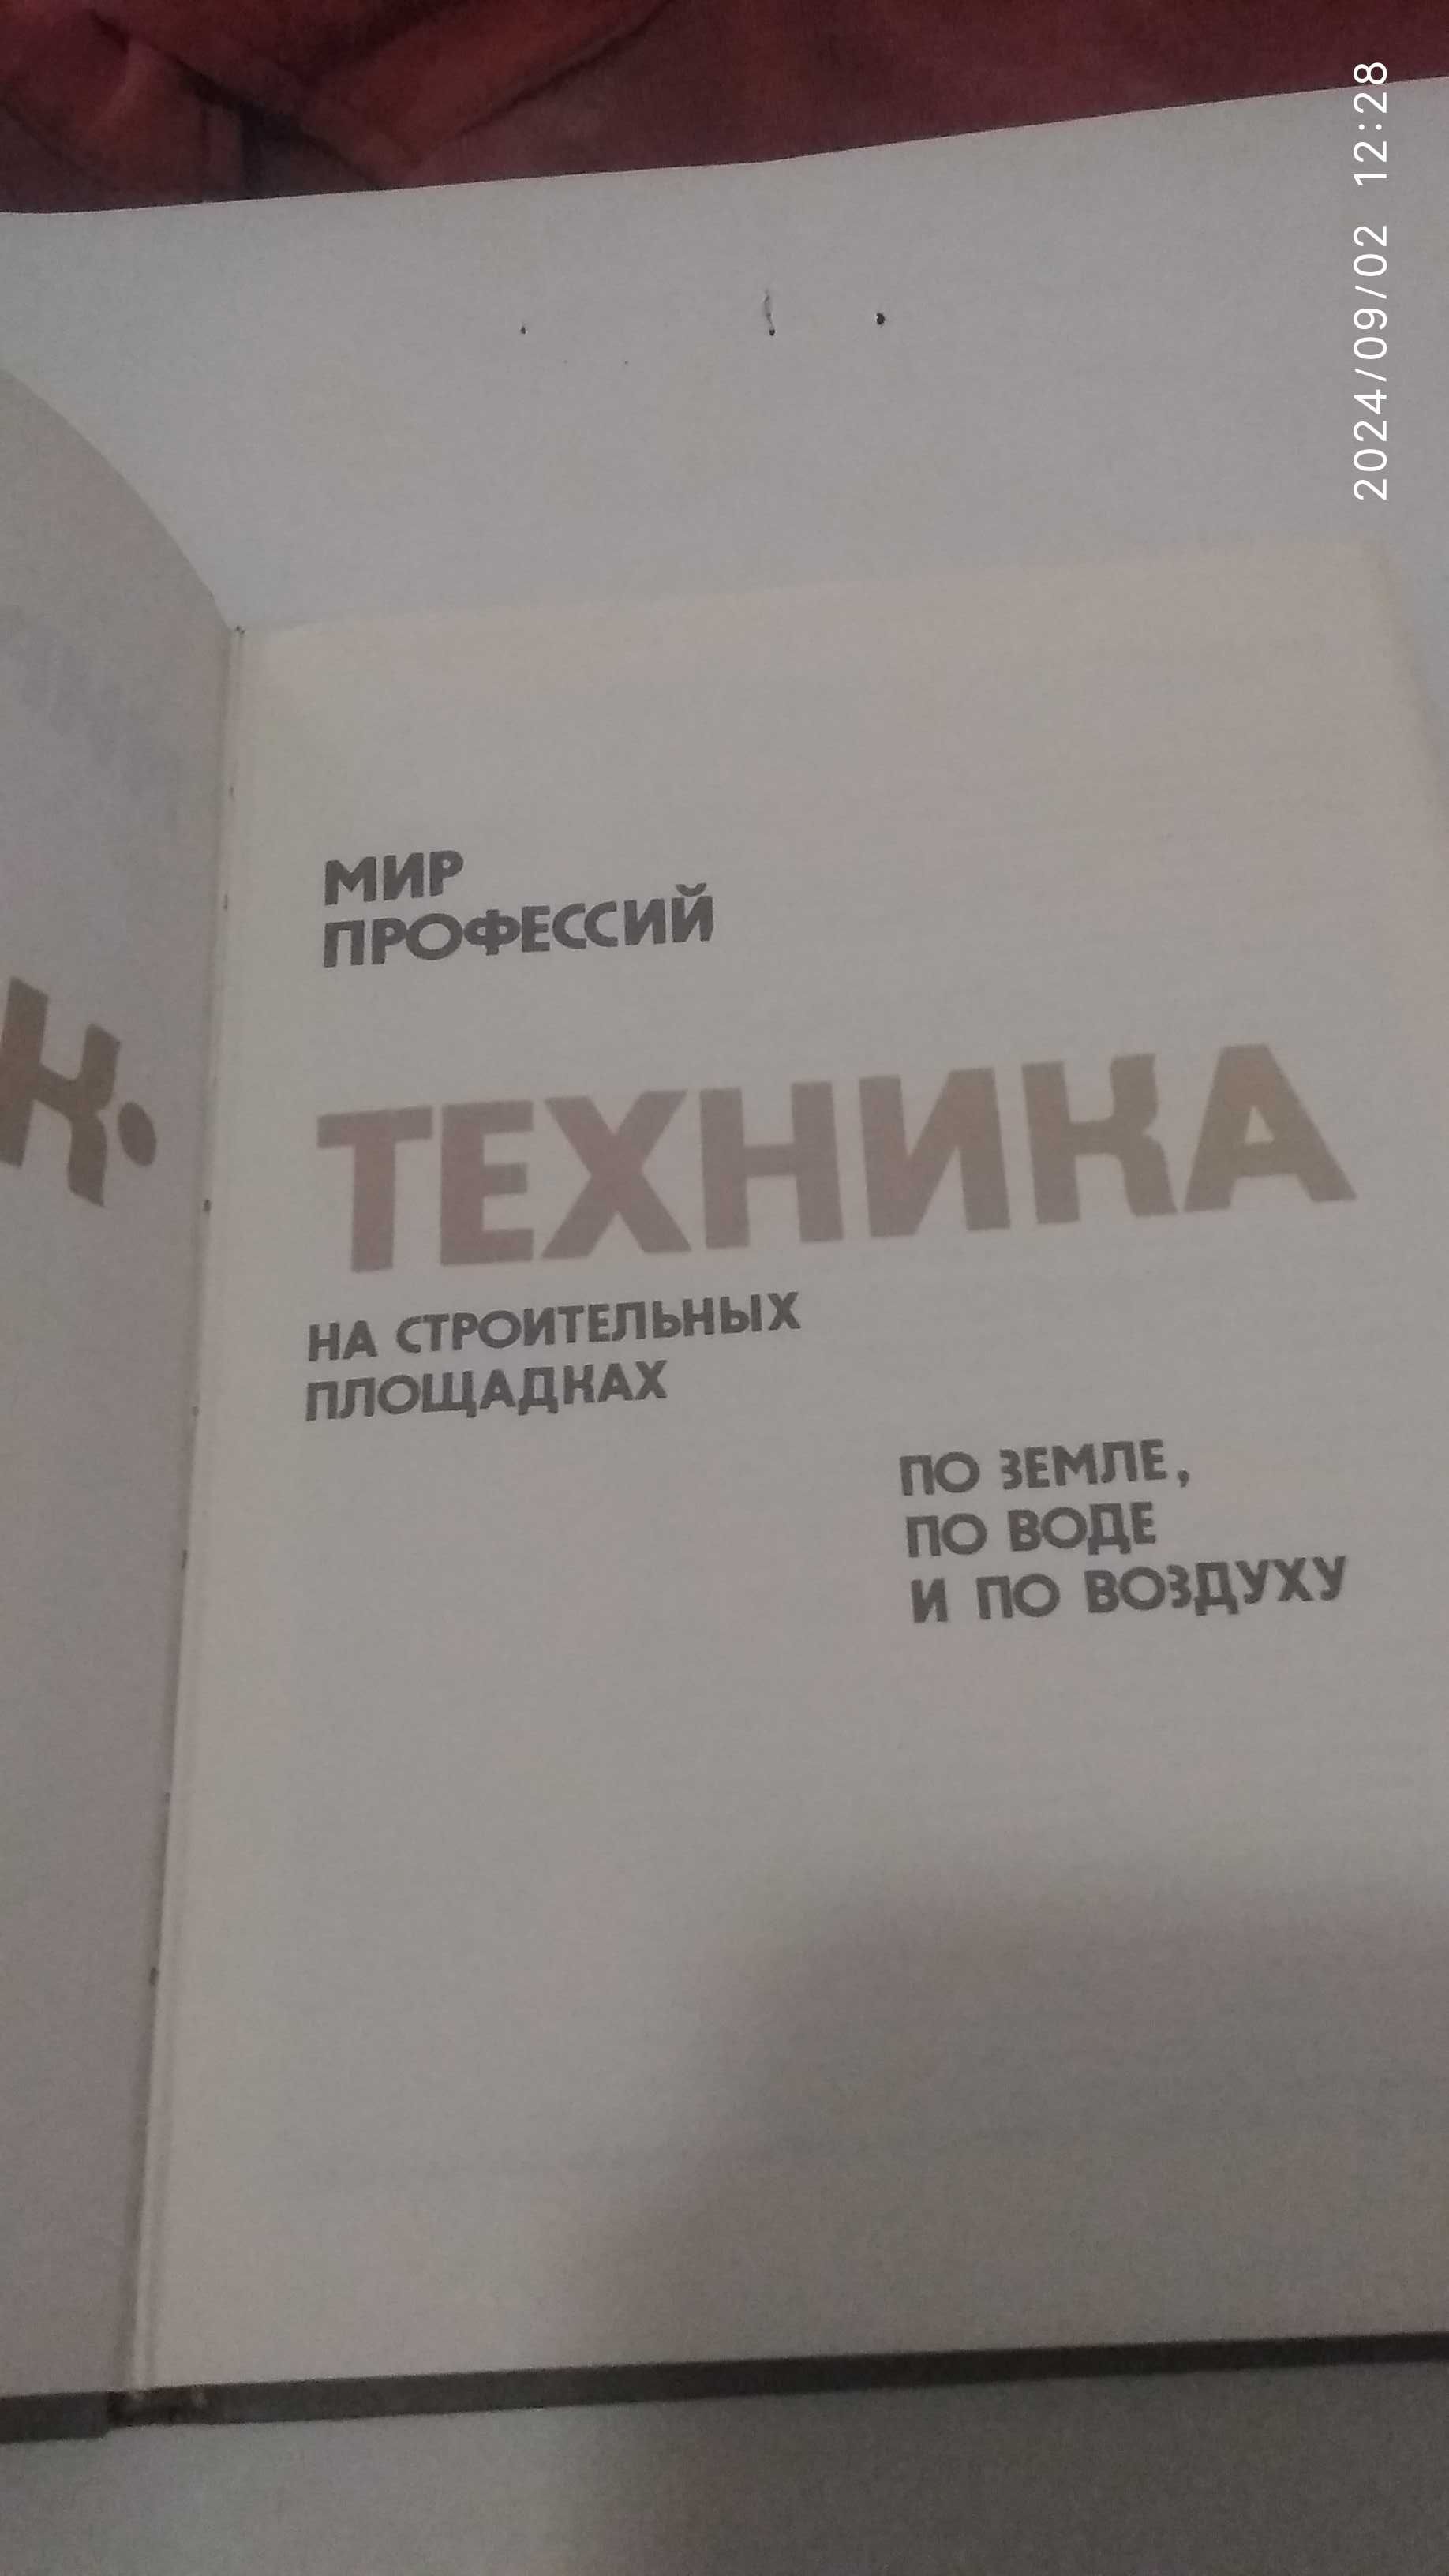 2024/09/02 12:28
К.
МИР
ПРОФЕССИЙ
ТЕХНИКА
НА СТРОИТЕЛЬНЫХ
ПЛОЩАДКАХ
ПО ЗЕМЛЕ,
ПО ВОДЕ
И ПО ВОЗДУХУ